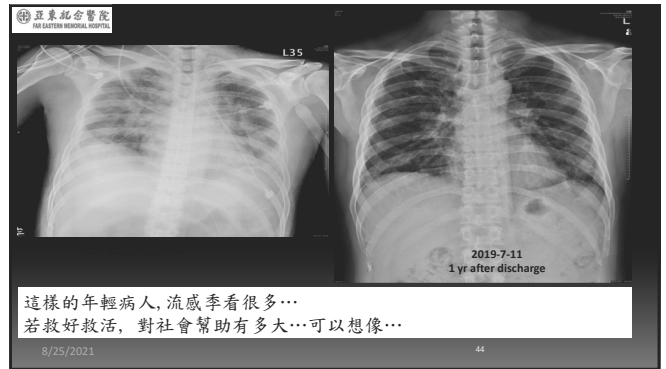 亞東紀念醫院
FAR EASTERN MEMORIAL HOSPITAL
L35
L
2019-7-11
1 yr after discharge
這樣的年輕病人,流感季看很多…
若救好救活, 對社會幫助有多大…可以想像…
8/25/2021
44